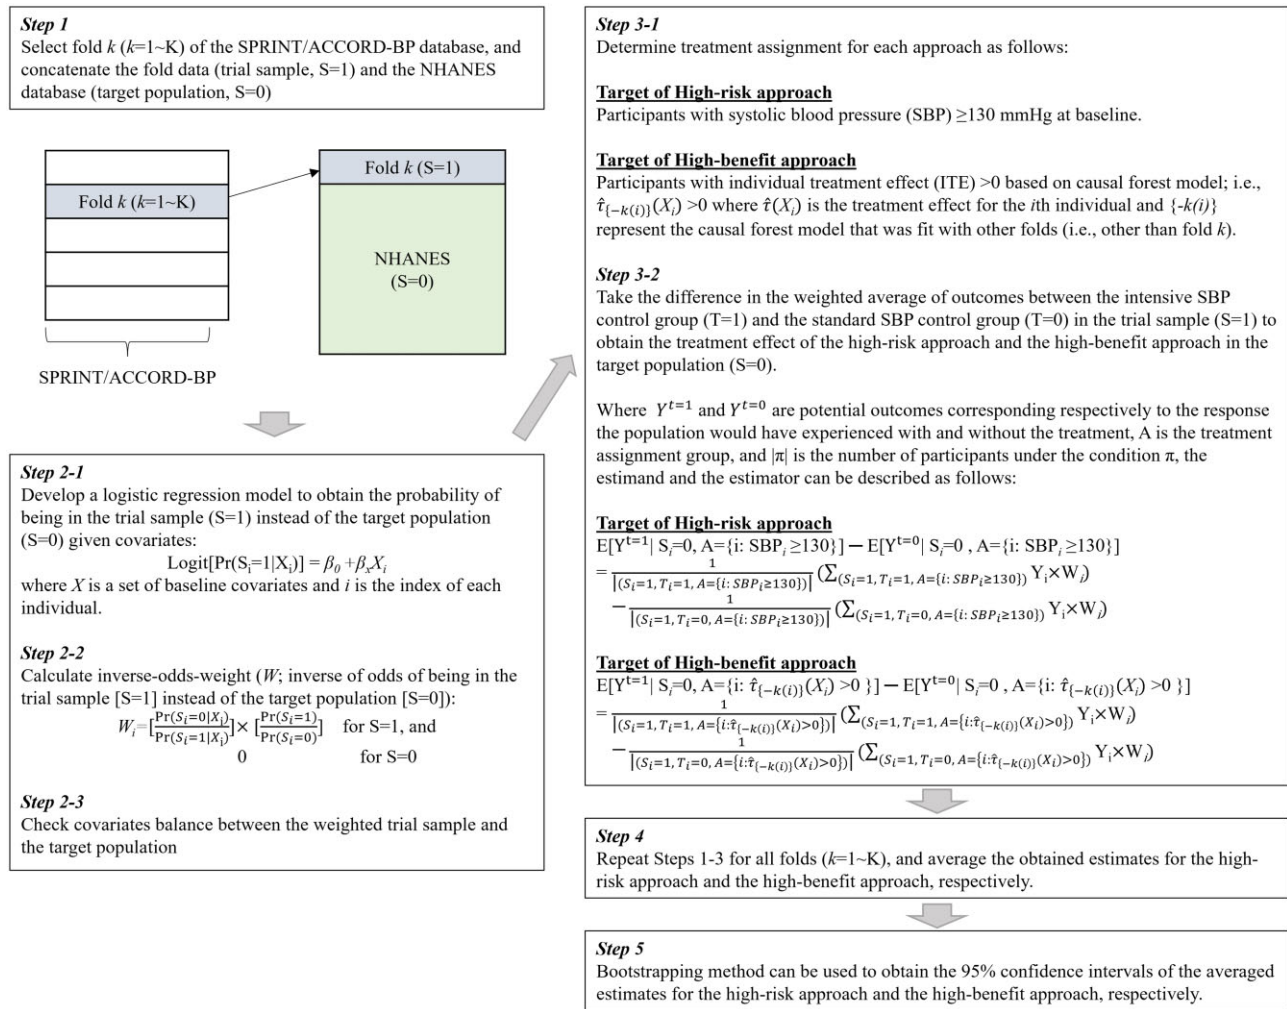 Step 1
Select fold k (k=1~K) of the SPRINT/ACCORD-BP database, and
concatenate the fold data (trial sample, S=1) and the NHANES
database (target population, S=0)
Fold k (k=1~K)
Fold k (S=1)
NHANES
(S=0)
SPRINT/ACCORD-BP
Step 2-1
Develop a logistic regression model to obtain the probability of
being in the trial sample (S=1) instead of the target population
(S=0) given covariates:
Logit[Pr(Sᵢ=1|Xᵢ)] = β₀ +βₓXᵢ
where X is a set of baseline covariates and i is the index of each
individual.
Step 2-2
Calculate inverse-odds-weight (W; inverse of odds of being in the
trial sample [S=1] instead of the target population [S=0]):
Wᵢ=[Pr(Sᵢ=0|Xᵢ)/Pr(Sᵢ=1|Xᵢ)]× [Pr(Sᵢ=1)/Pr(Sᵢ=0)] for S=1, and
0 for S=0
Step 2-3
Check covariates balance between the weighted trial sample and
the target population
Step 3-1
Determine treatment assignment for each approach as follows:
Target of High-risk approach
Participants with systolic blood pressure (SBP) ≥130 mmHg at baseline.
Target of High-benefit approach
Participants with individual treatment effect (ITE) >0 based on causal forest model; i.e.,
τ̂_{−k(i)}(Xᵢ) >0 where τ̂(Xᵢ) is the treatment effect for the ith individual and {-k(i)}
represent the causal forest model that was fit with other folds (i.e., other than fold k).
Step 3-2
Take the difference in the weighted average of outcomes between the intensive SBP
control group (T=1) and the standard SBP control group (T=0) in the trial sample (S=1) to
obtain the treatment effect of the high-risk approach and the high-benefit approach in the
target population (S=0).
Where Y^{t=1} and Y^{t=0} are potential outcomes corresponding respectively to the response
the population would have experienced with and without the treatment, A is the treatment
assignment group, and |π| is the number of participants under the condition π, the
estimand and the estimator can be described as follows:
Target of High-risk approach
E[Y^{t=1}| Sᵢ=0, A={i: SBPᵢ ≥130}] − E[Y^{t=0}| Sᵢ=0 , A={i: SBPᵢ ≥130}]
= 1/|(Sᵢ=1, Tᵢ=1, A={i: SBPᵢ≥130})| (∑_(Sᵢ=1, Tᵢ=1, A={i: SBPᵢ≥130}) Yᵢ×Wᵢ)
− 1/|(Sᵢ=1, Tᵢ=0, A={i: SBPᵢ≥130})| (∑_(Sᵢ=1, Tᵢ=0, A={i: SBPᵢ≥130}) Yᵢ×Wᵢ)
Target of High-benefit approach
E[Y^{t=1}| Sᵢ=0, A={i: τ̂_{−k(i)}(Xᵢ) >0 }] − E[Y^{t=0}| Sᵢ=0 , A={i: τ̂_{−k(i)}(Xᵢ) >0 }]
= 1/|(Sᵢ=1, Tᵢ=1, A={i:τ̂_{−k(i)}(Xᵢ)>0})| (∑_(Sᵢ=1, Tᵢ=1, A={i:τ̂_{−k(i)}(Xᵢ)>0}) Yᵢ×Wᵢ)
− 1/|(Sᵢ=1, Tᵢ=0, A={i:τ̂_{−k(i)}(Xᵢ)>0})| (∑_(Sᵢ=1, Tᵢ=0, A={i:τ̂_{−k(i)}(Xᵢ)>0}) Yᵢ×Wᵢ)
Step 4
Repeat Steps 1-3 for all folds (k=1~K), and average the obtained estimates for the high-
risk approach and the high-benefit approach, respectively.
Step 5
Bootstrapping method can be used to obtain the 95% confidence intervals of the averaged
estimates for the high-risk approach and the high-benefit approach, respectively.